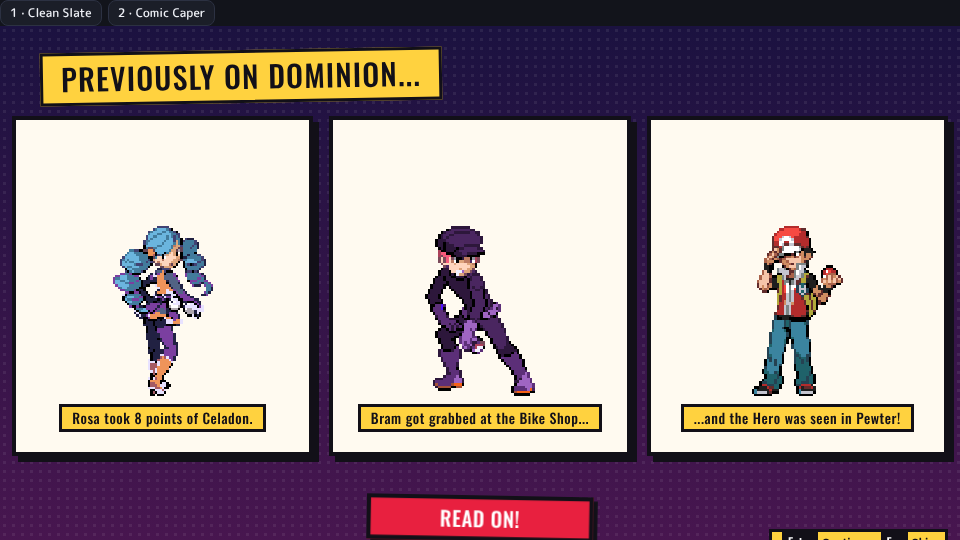 1 · Clean Slate
2 · Comic Caper
PREVIOUSLY ON DOMINION...
Rosa took 8 points of Celadon.
Bram got grabbed at the Bike Shop...
...and the Hero was seen in Pewter!
READ ON!